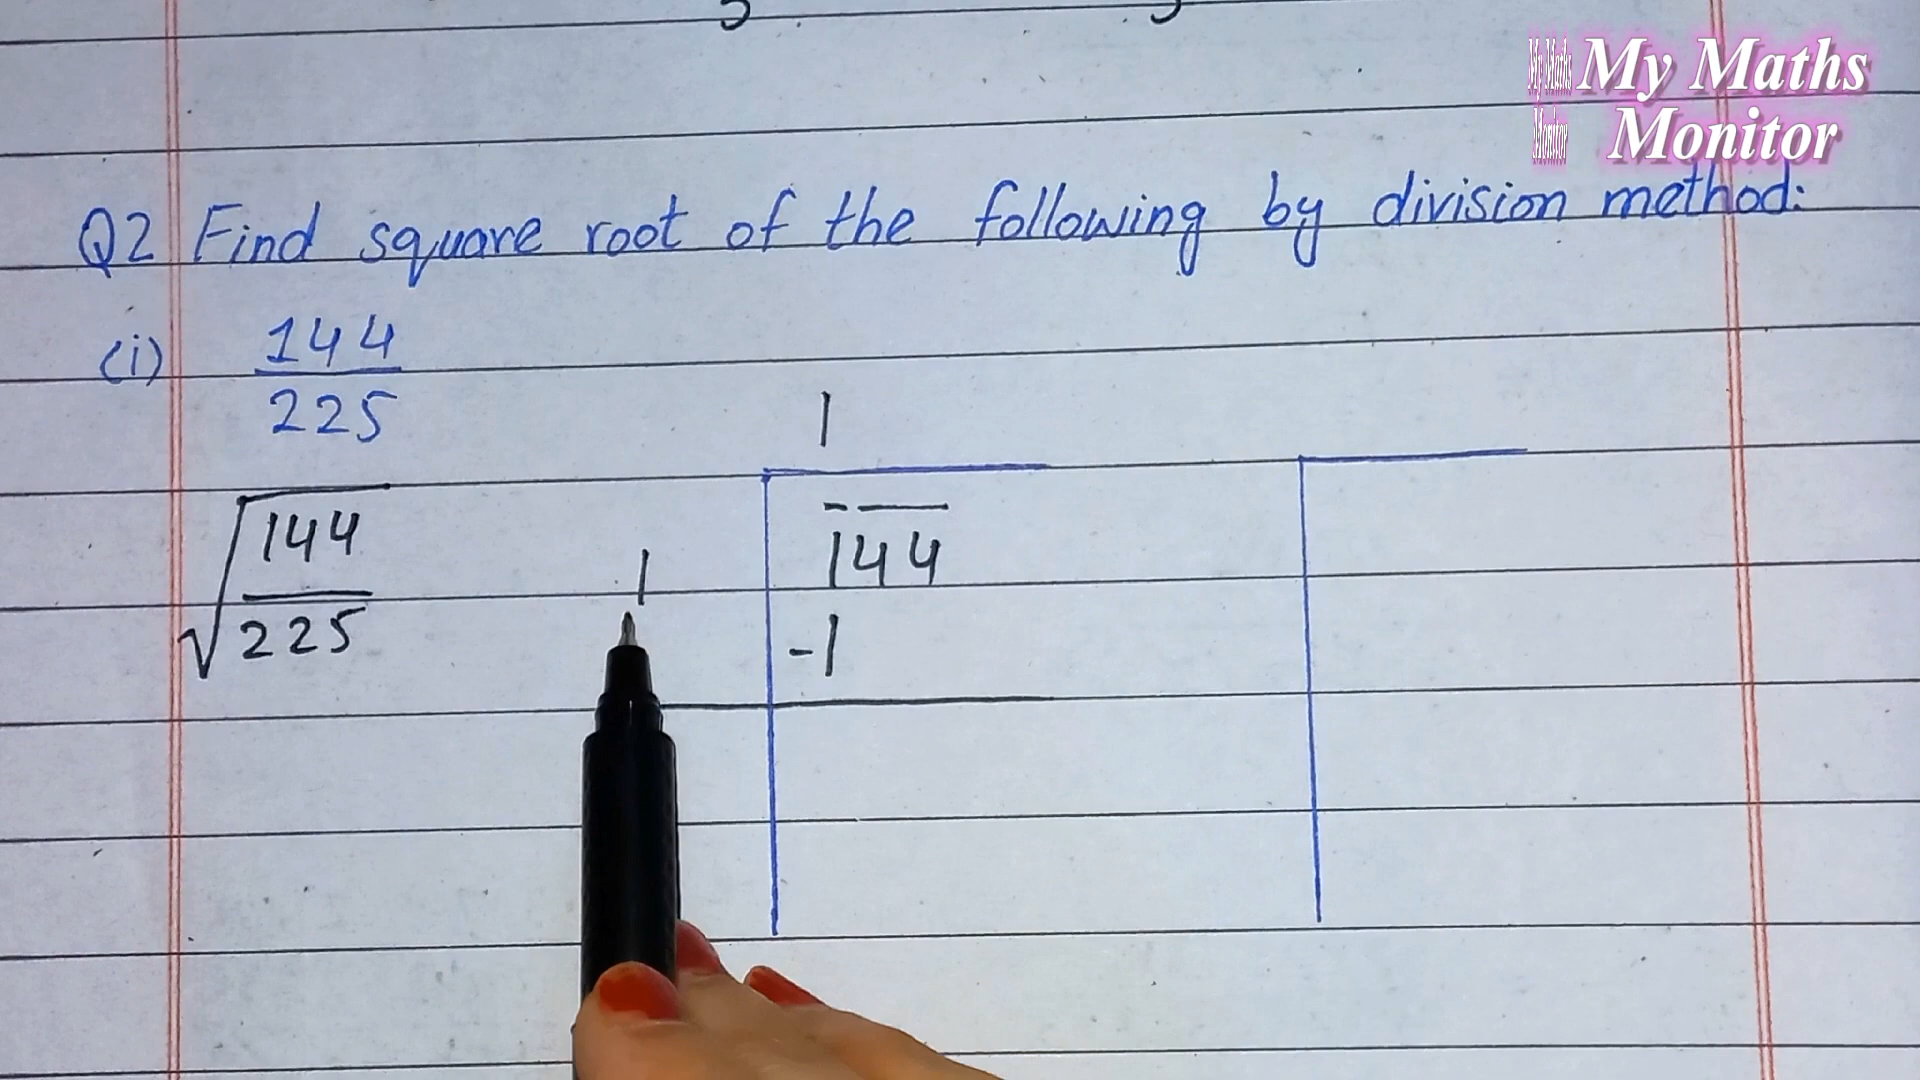 My Maths
Monitor
Q2 Find square root of the following by division method:
(i) 144
225
1
√144
225
1
144
-1